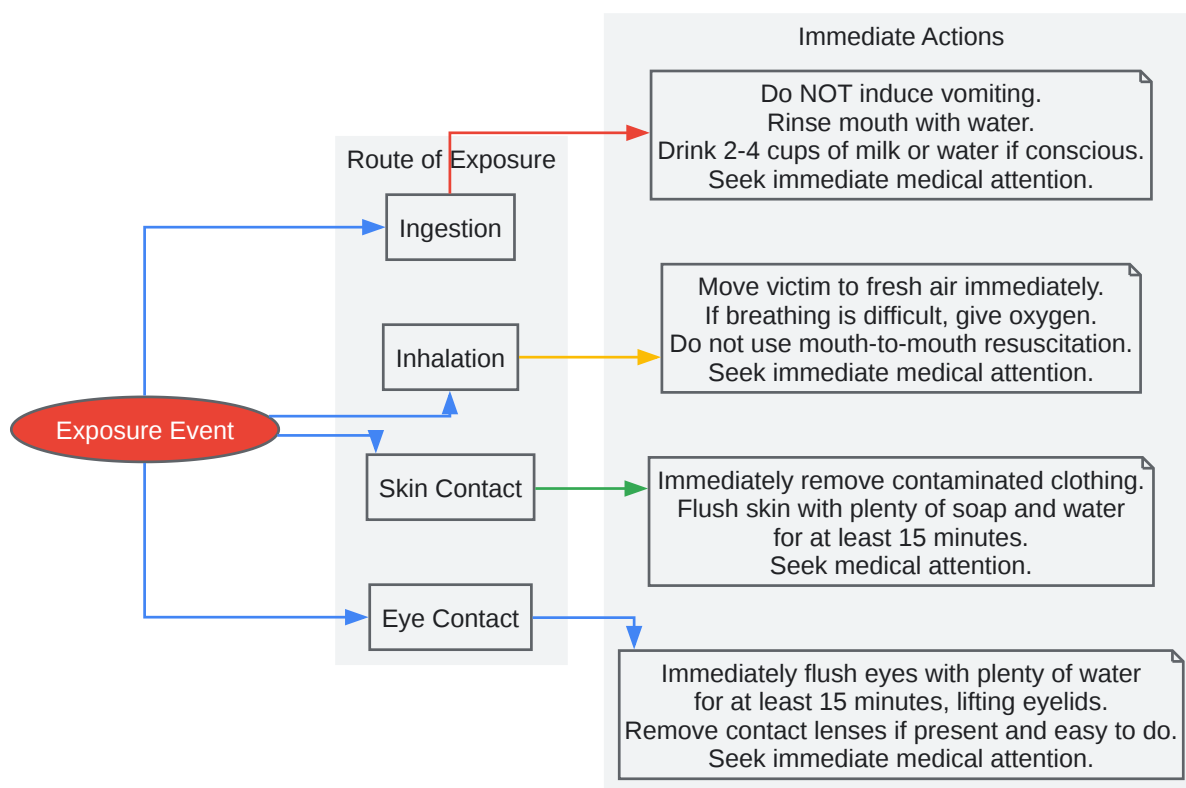 Immediate Actions
Do NOT induce vomiting.
Rinse mouth with water.
Drink 2-4 cups of milk or water if conscious.
Seek immediate medical attention.
Route of Exposure
Ingestion
Move victim to fresh air immediately.
If breathing is difficult, give oxygen.
Do not use mouth-to-mouth resuscitation.
Seek immediate medical attention.
Inhalation
Exposure Event
Skin Contact
Immediately remove contaminated clothing.
Flush skin with plenty of soap and water
for at least 15 minutes.
Seek medical attention.
Eye Contact
Immediately flush eyes with plenty of water
for at least 15 minutes, lifting eyelids.
Remove contact lenses if present and easy to do.
Seek immediate medical attention.